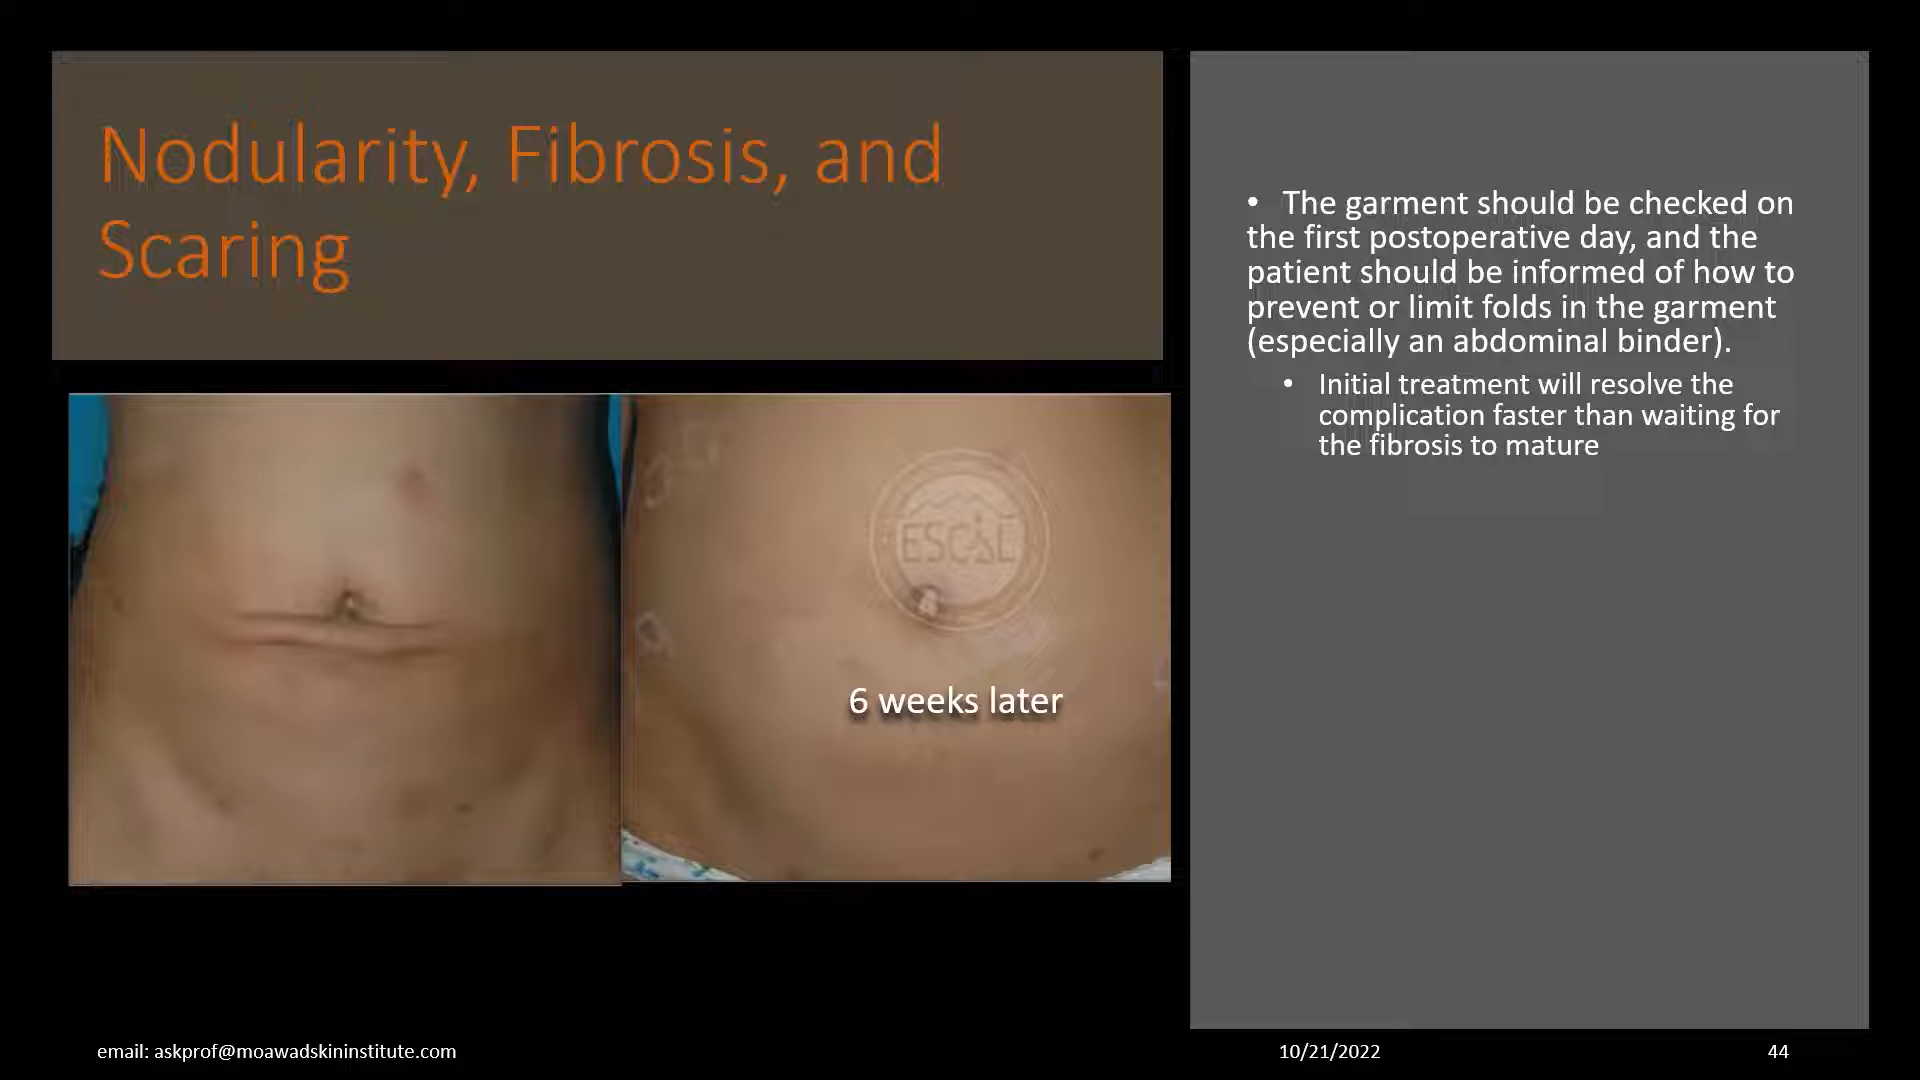 Nodularity, Fibrosis, and
Scaring
• The garment should be checked on
the first postoperative day, and the
patient should be informed of how to
prevent or limit folds in the garment
(especially an abdominal binder).
• Initial treatment will resolve the
complication faster than waiting for
the fibrosis to mature
ESCAL
6 weeks later
email: askprof@moawadskininstitute.com
10/21/2022
44